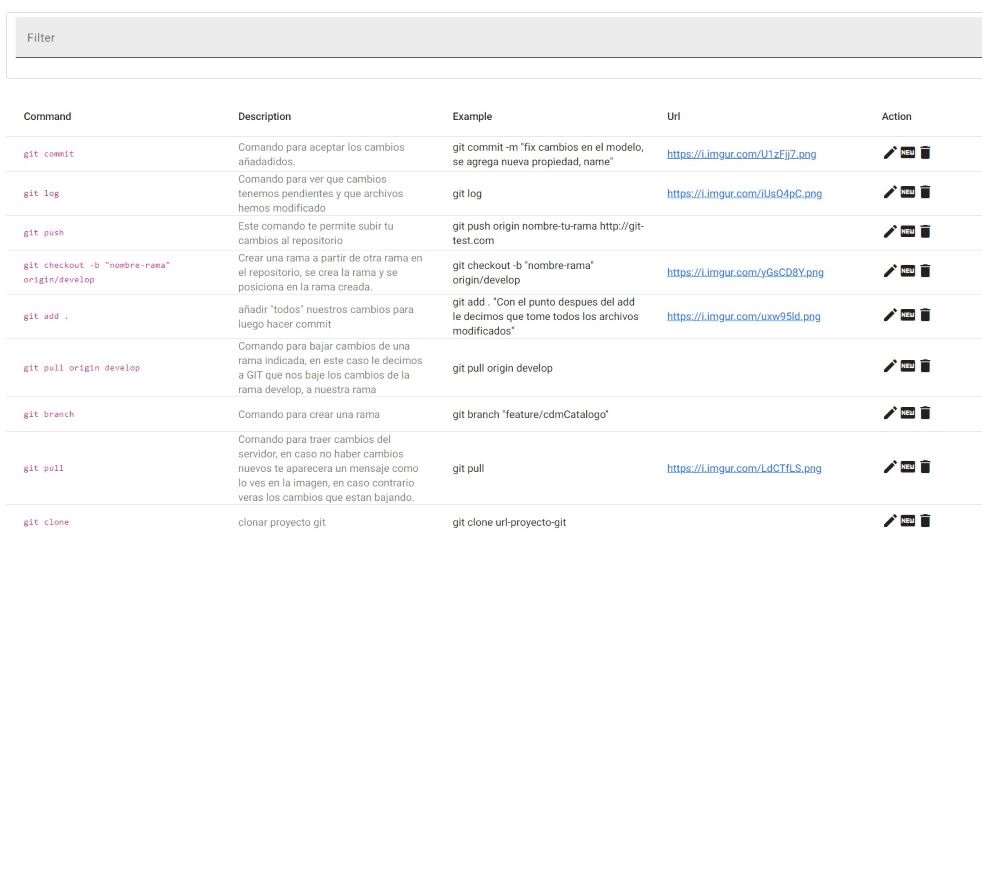 Filter
Command Description Example Url Action
git commit
Comando para aceptar los cambios
añadadidos.
git commit -m "fix cambios en el modelo,
se agrega nueva propiedad, name"
https://i.imgur.com/U1zFjj7.png
NEW
git log
Comando para ver que cambios
tenemos pendientes y que archivos
hemos modificado
git log
https://i.imgur.com/iUsO4pC.png
NEW
git push
Este comando te permite subir tu
cambios al repositorio
git push origin nombre-tu-rama http://git-
test.com
NEW
git checkout -b "nombre-rama"
origin/develop
Crear una rama a partir de otra rama en
el repositorio, se crea la rama y se
posiciona en la rama creada.
git checkout -b "nombre-rama"
origin/develop
https://i.imgur.com/yGsCD8Y.png
NEW
git add .
añadir "todos" nuestros cambios para
luego hacer commit
git add . "Con el punto despues del add
le decimos que tome todos los archivos
modificados"
https://i.imgur.com/uxw95ld.png
NEW
git pull origin develop
Comando para bajar cambios de una
rama indicada, en este caso le decimos
a GIT que nos baje los cambios de la
rama develop, a nuestra rama
git pull origin develop
NEW
git branch
Comando para crear una rama
git branch "feature/cdmCatalogo"
NEW
git pull
Comando para traer cambios del
servidor, en caso no haber cambios
nuevos te aparecera un mensaje como
lo ves en la imagen, en caso contrario
veras los cambios que estan bajando.
git pull
https://i.imgur.com/LdCTfLS.png
NEW
git clone
clonar proyecto git
git clone url-proyecto-git
NEW